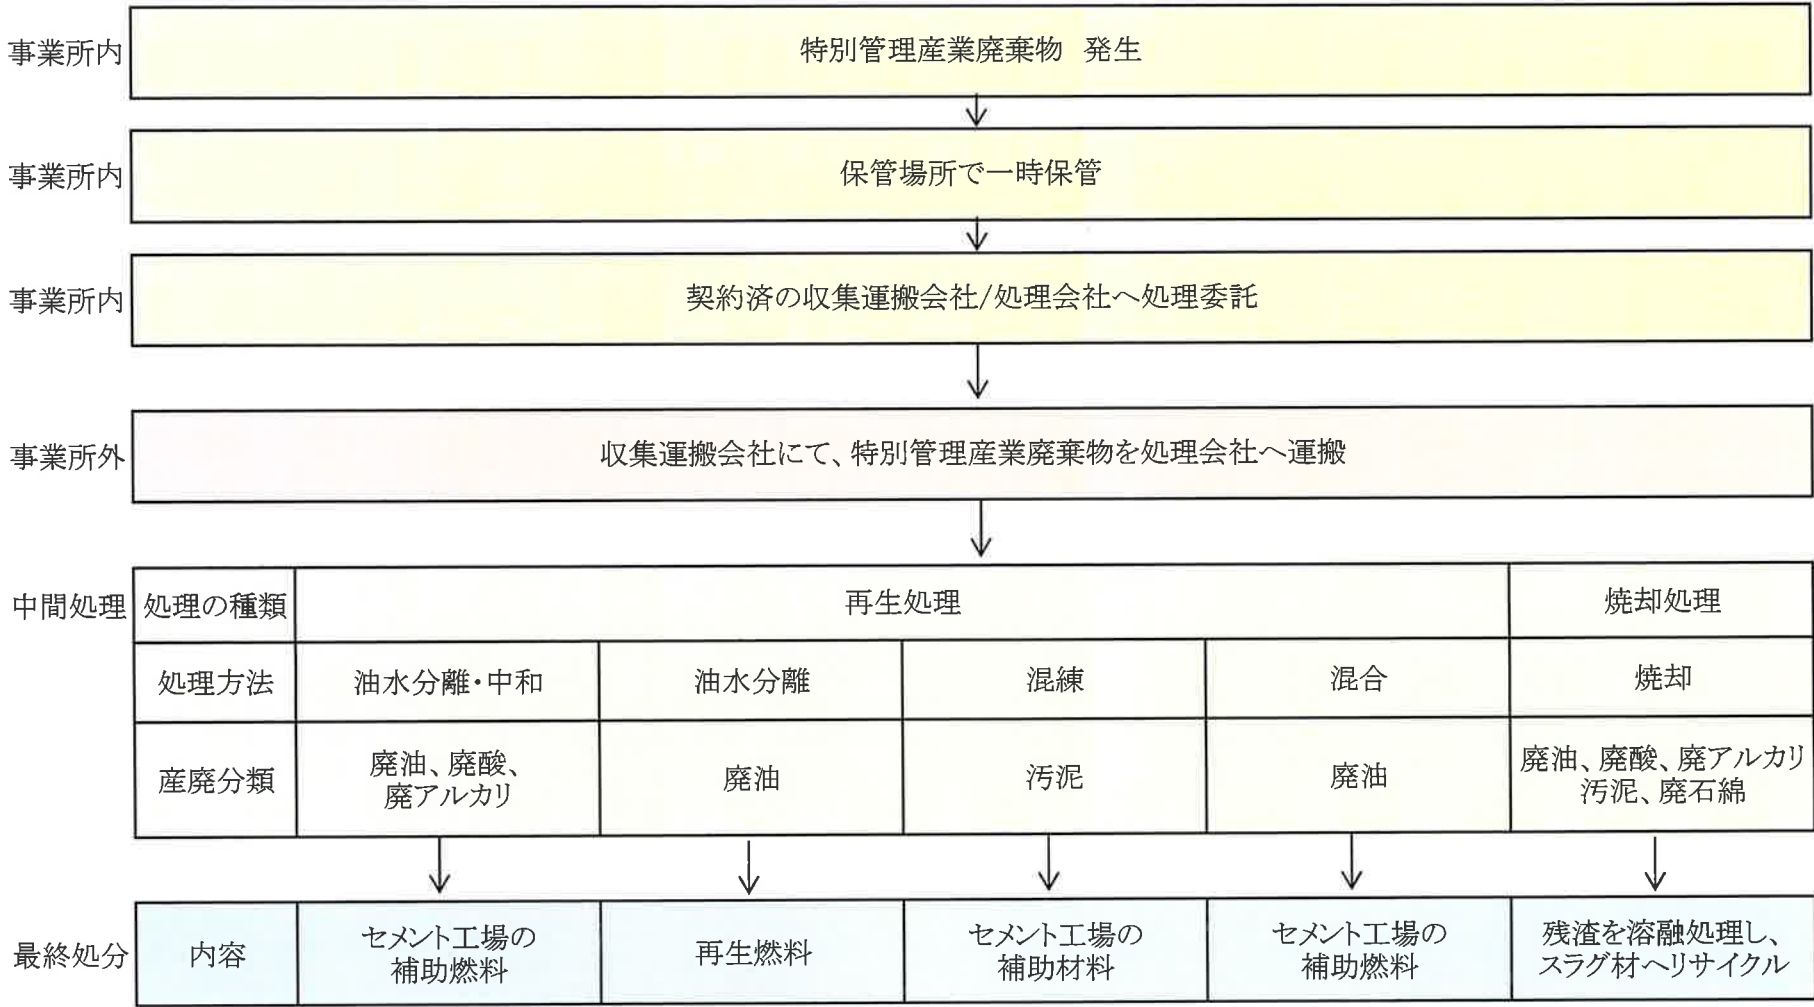 事業所内
特別管理産業廃棄物 発生
事業所内
保管場所で一時保管
事業所内
契約済の収集運搬会社/処理会社へ処理委託
事業所外
収集運搬会社にて、特別管理産業廃棄物を処理会社へ運搬
中間処理
処理の種類
再生処理
焼却処理
処理方法
油水分離・中和
油水分離
混練
混合
焼却
産廃分類
廃油、廃酸、
廃アルカリ
廃油
汚泥
廃油
廃油、廃酸、廃アルカリ
汚泥、廃石綿
最終処分
内容
セメント工場の
補助燃料
再生燃料
セメント工場の
補助材料
セメント工場の
補助燃料
残渣を溶融処理し、
スラグ材へリサイクル